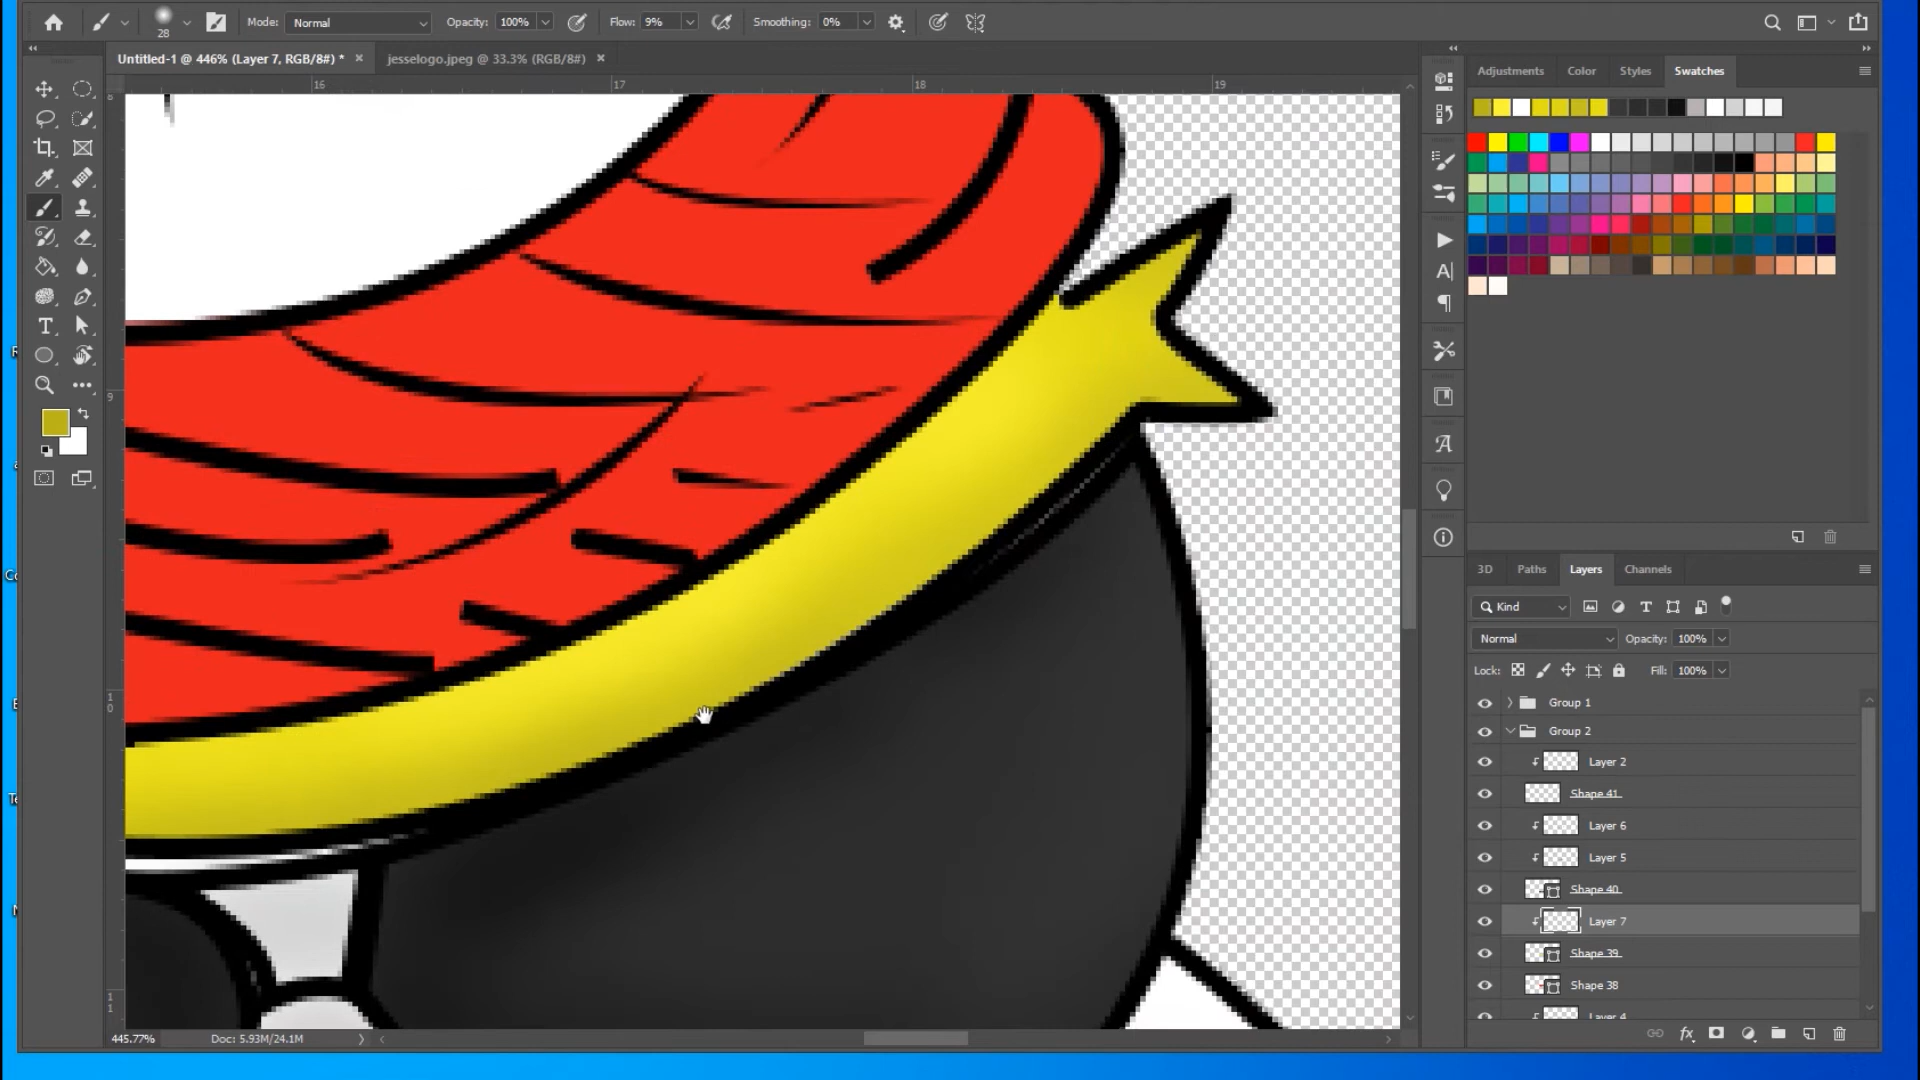 28 Mode: Normal Opacity: 100% Flow: 9% Smoothing: 0%
Untitled-1 @ 446% (Layer 7, RGB/8#) * × jesselogo.jpeg @ 33.3% (RGB/8#) ×
16 17 18 19
Adjustments Color Styles Swatches
9
10
11
3D Paths Layers Channels
Kind
Normal Opacity: 100%
Lock: Fill: 100%
Group 1
Group 2
Layer 2
Shape 41
Layer 6
Layer 5
Shape 40
Layer 7
Shape 39
Shape 38
Layer 4
445.77% Doc: 5.93M/24.1M